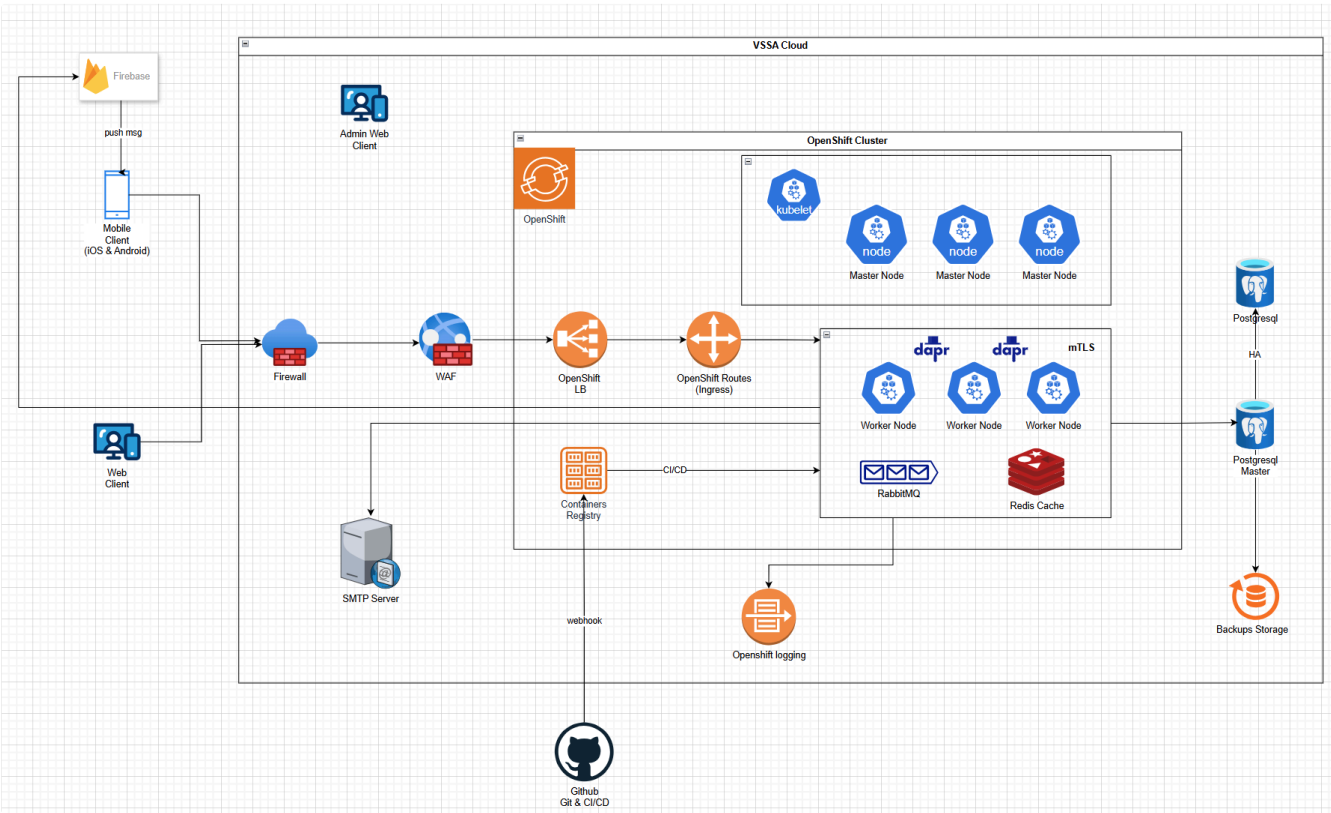 VSSA Cloud
Firebase
push msg
Mobile
Client
(iOS & Android)
Admin Web
Client
OpenShift Cluster
OpenShift
kubelet
node
Master Node
node
Master Node
node
Master Node
Firewall
WAF
OpenShift
LB
OpenShift Routes
(Ingress)
dapr
dapr
mTLS
Worker Node
Worker Node
Worker Node
RabbitMQ
Redis Cache
Postgresql
HA
Postgresql
Master
Backups Storage
Web
Client
Containers
Registry
CI/CD
SMTP Server
webhook
Openshift logging
Github
Git & CI/CD